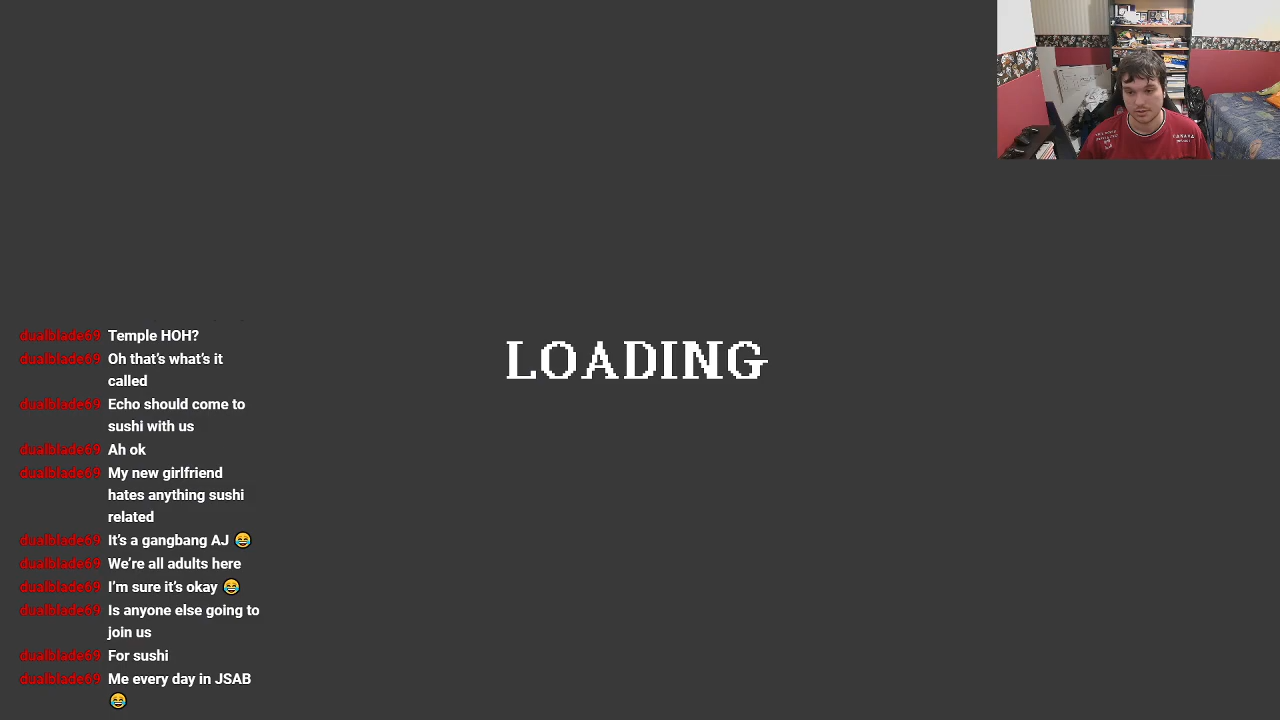 dualblade69 Temple HOH?
dualblade69 Oh that's what's it
called
dualblade69 Echo should come to
sushi with us
dualblade69 Ah ok
dualblade69 My new girlfriend
hates anything sushi
related
dualblade69 It's a gangbang AJ 😂
dualblade69 We're all adults here
dualblade69 I'm sure it's okay 😂
dualblade69 Is anyone else going to
join us
dualblade69 For sushi
dualblade69 Me every day in JSAB
😂
LOADING